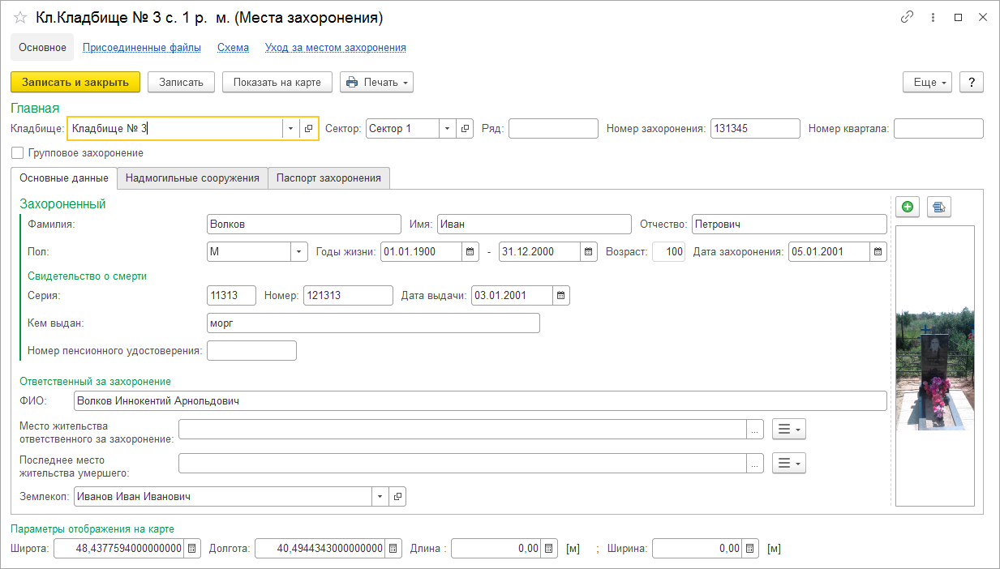 Кл.Кладбище № 3 с. 1 р.  м. (Места захоронения)
Основное Присоединенные файлы Схема Уход за местом захоронения
Записать и закрыть Записать Показать на карте Печать Еще ?
Главная
Кладбище: Кладбище № 3 Сектор: Сектор 1 Ряд: Номер захоронения: 131345 Номер квартала:
Групповое захоронение
Основные данные Надмогильные сооружения Паспорт захоронения
Захороненный
Фамилия: Волков Имя: Иван Отчество: Петрович
Пол: М Годы жизни: 01.01.1900 - 31.12.2000 Возраст: 100 Дата захоронения: 05.01.2001
Свидетельство о смерти
Серия: 11313 Номер: 121313 Дата выдачи: 03.01.2001
Кем выдан: морг
Номер пенсионного удостоверения:
Ответственный за захоронение
ФИО: Волков Иннокентий Арнольдович
Место жительства
ответственного за захоронение: ...
Последнее место
жительства умершего: ...
Землекоп: Иванов Иван Иванович
Параметры отображения на карте
Широта: 48,4377594000000000 Долгота: 40,4944343000000000 Длина : 0,00 [м] ; Ширина: 0,00 [м]